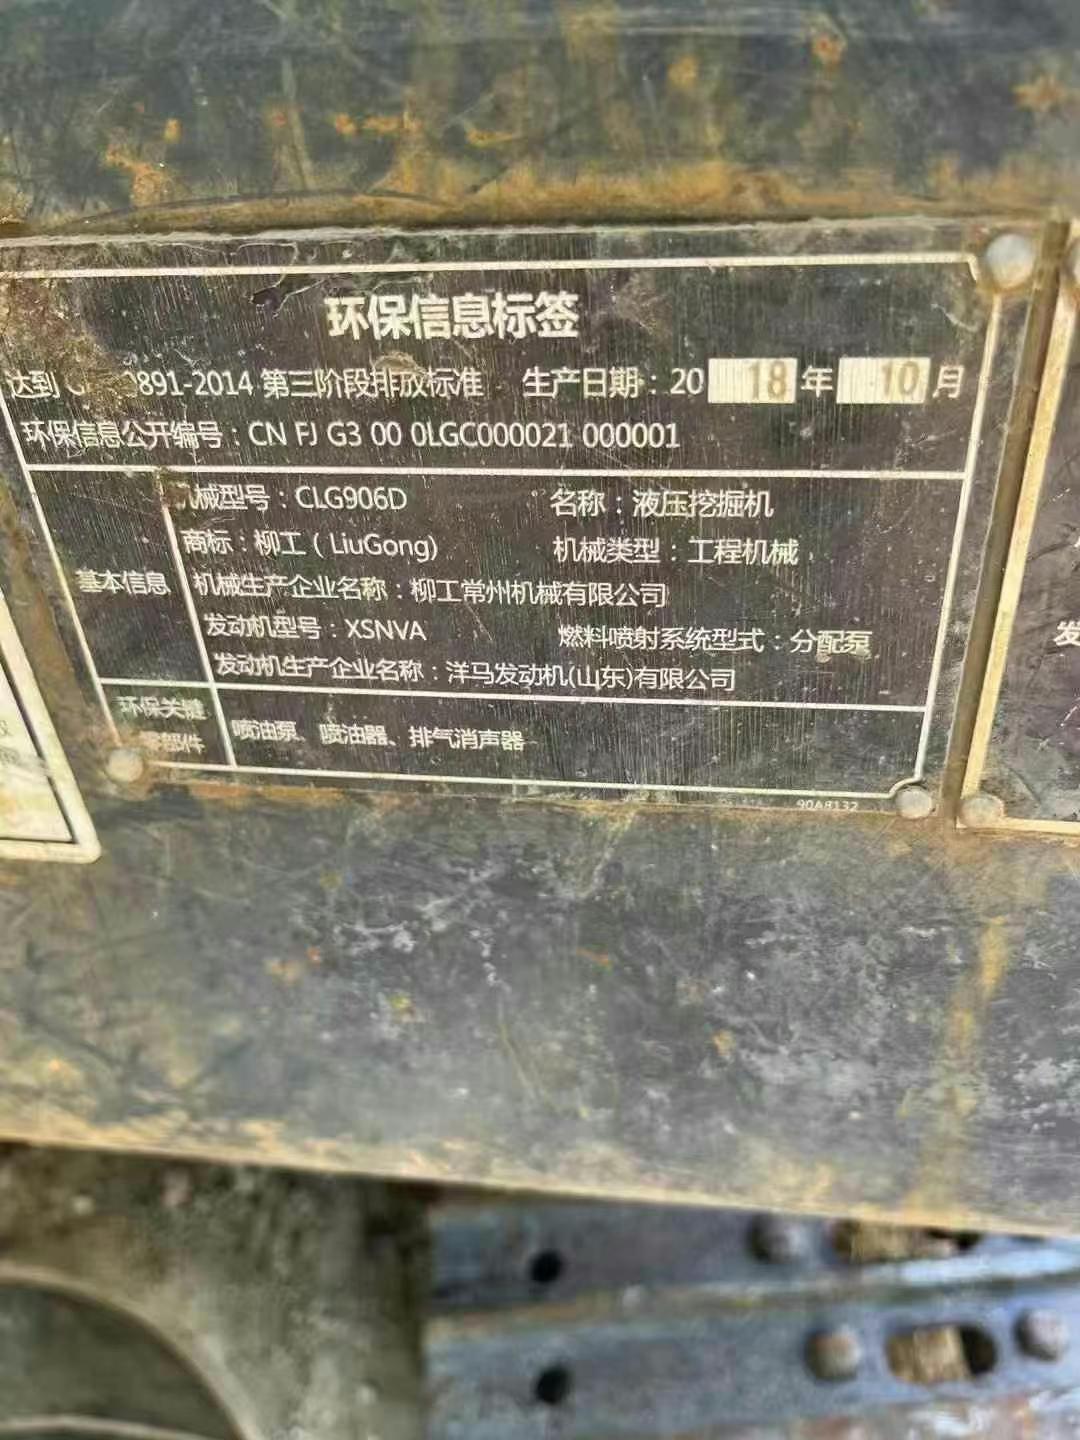 环保信息标签
达到 0891-2014 第三阶段排放标准 生产日期：20 18 年 10 月
环保信息公开编号：CN FJ G3 00 0LGC000021 000001
机械型号：CLG906D 名称：液压挖掘机
商标：柳工（LiuGong) 机械类型：工程机械
基本信息 机械生产企业名称：柳工常州机械有限公司
发动机型号：XSNVA 燃料喷射系统型式：分配泵
发动机生产企业名称：洋马发动机(山东)有限公司
环保关键
零部件 喷油泵、喷油器、排气消声器
90A8132
发